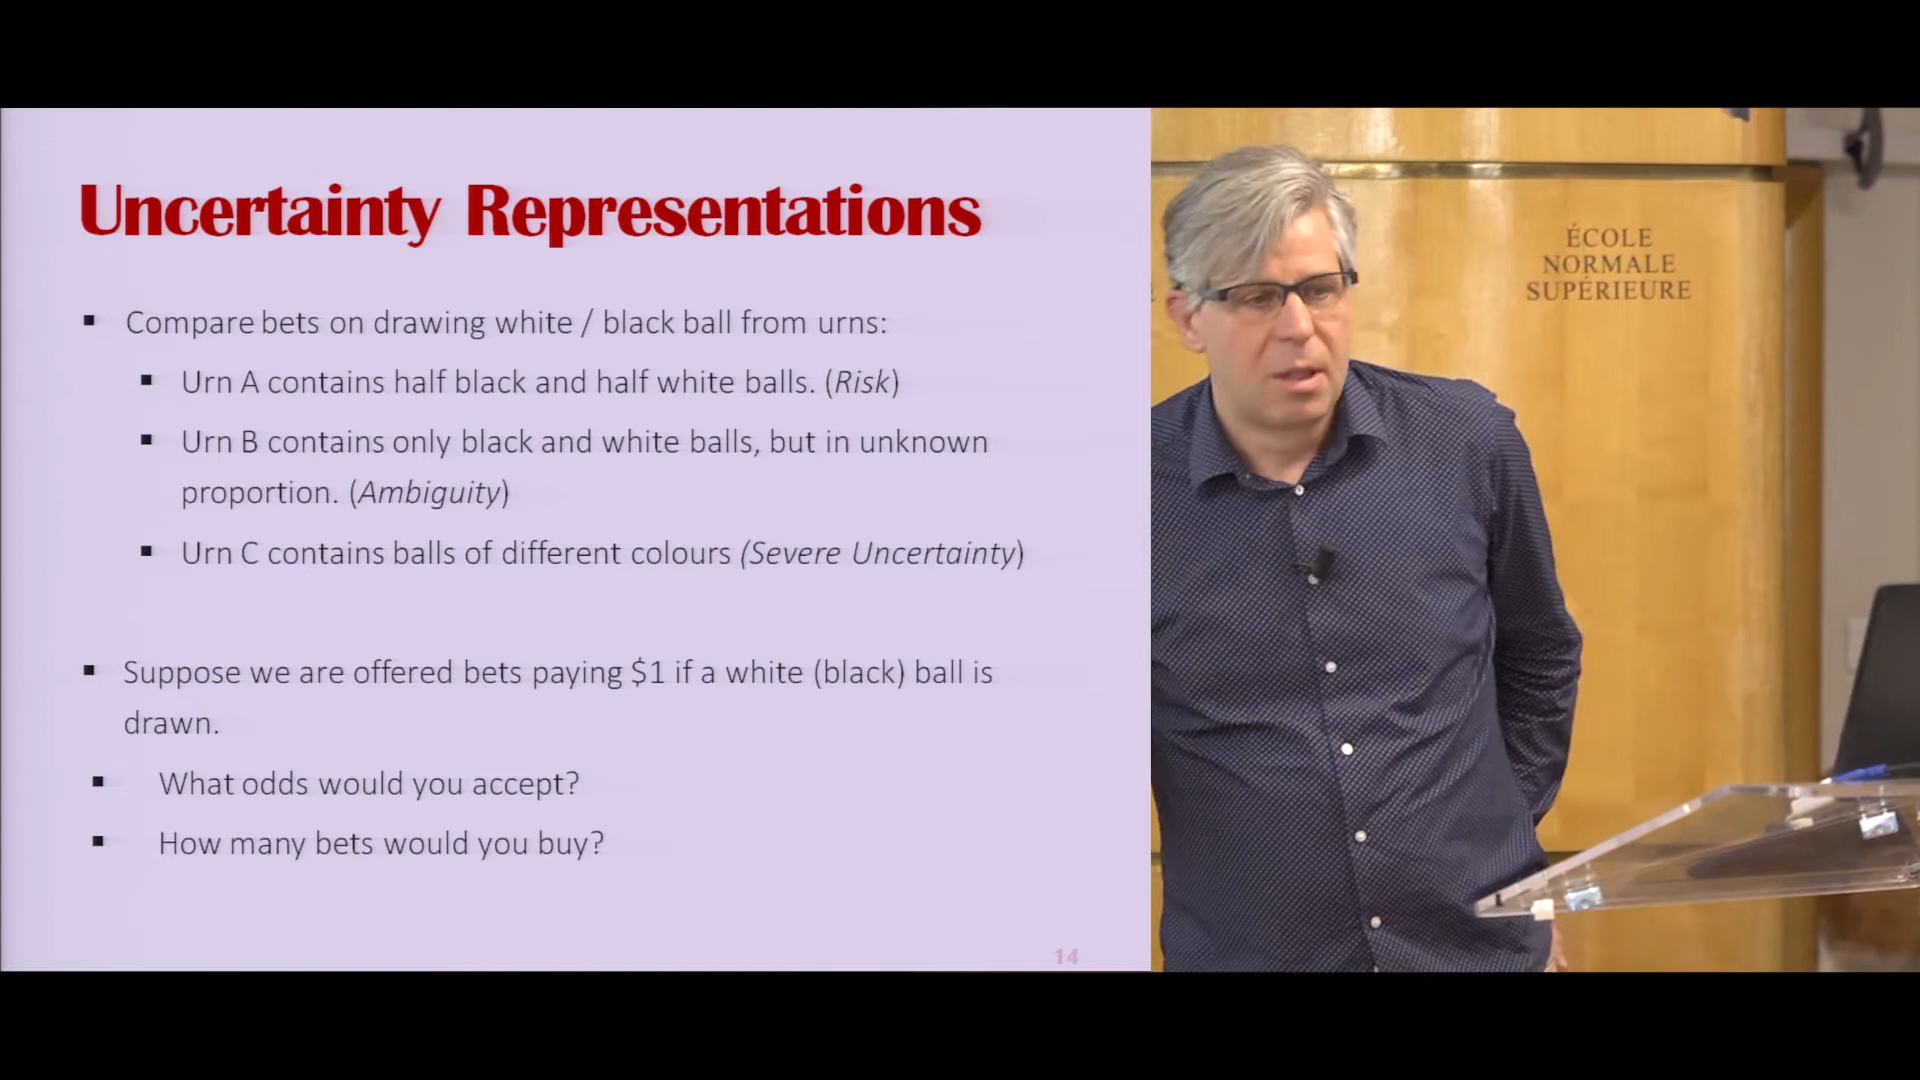 Uncertainty Representations
▪ Compare bets on drawing white / black ball from urns:
▪ Urn A contains half black and half white balls. (Risk)
▪ Urn B contains only black and white balls, but in unknown
proportion. (Ambiguity)
▪ Urn C contains balls of different colours (Severe Uncertainty)
▪ Suppose we are offered bets paying $1 if a white (black) ball is
drawn.
▪ What odds would you accept?
▪ How many bets would you buy?
14
ÉCOLE
NORMALE
SUPÉRIEURE